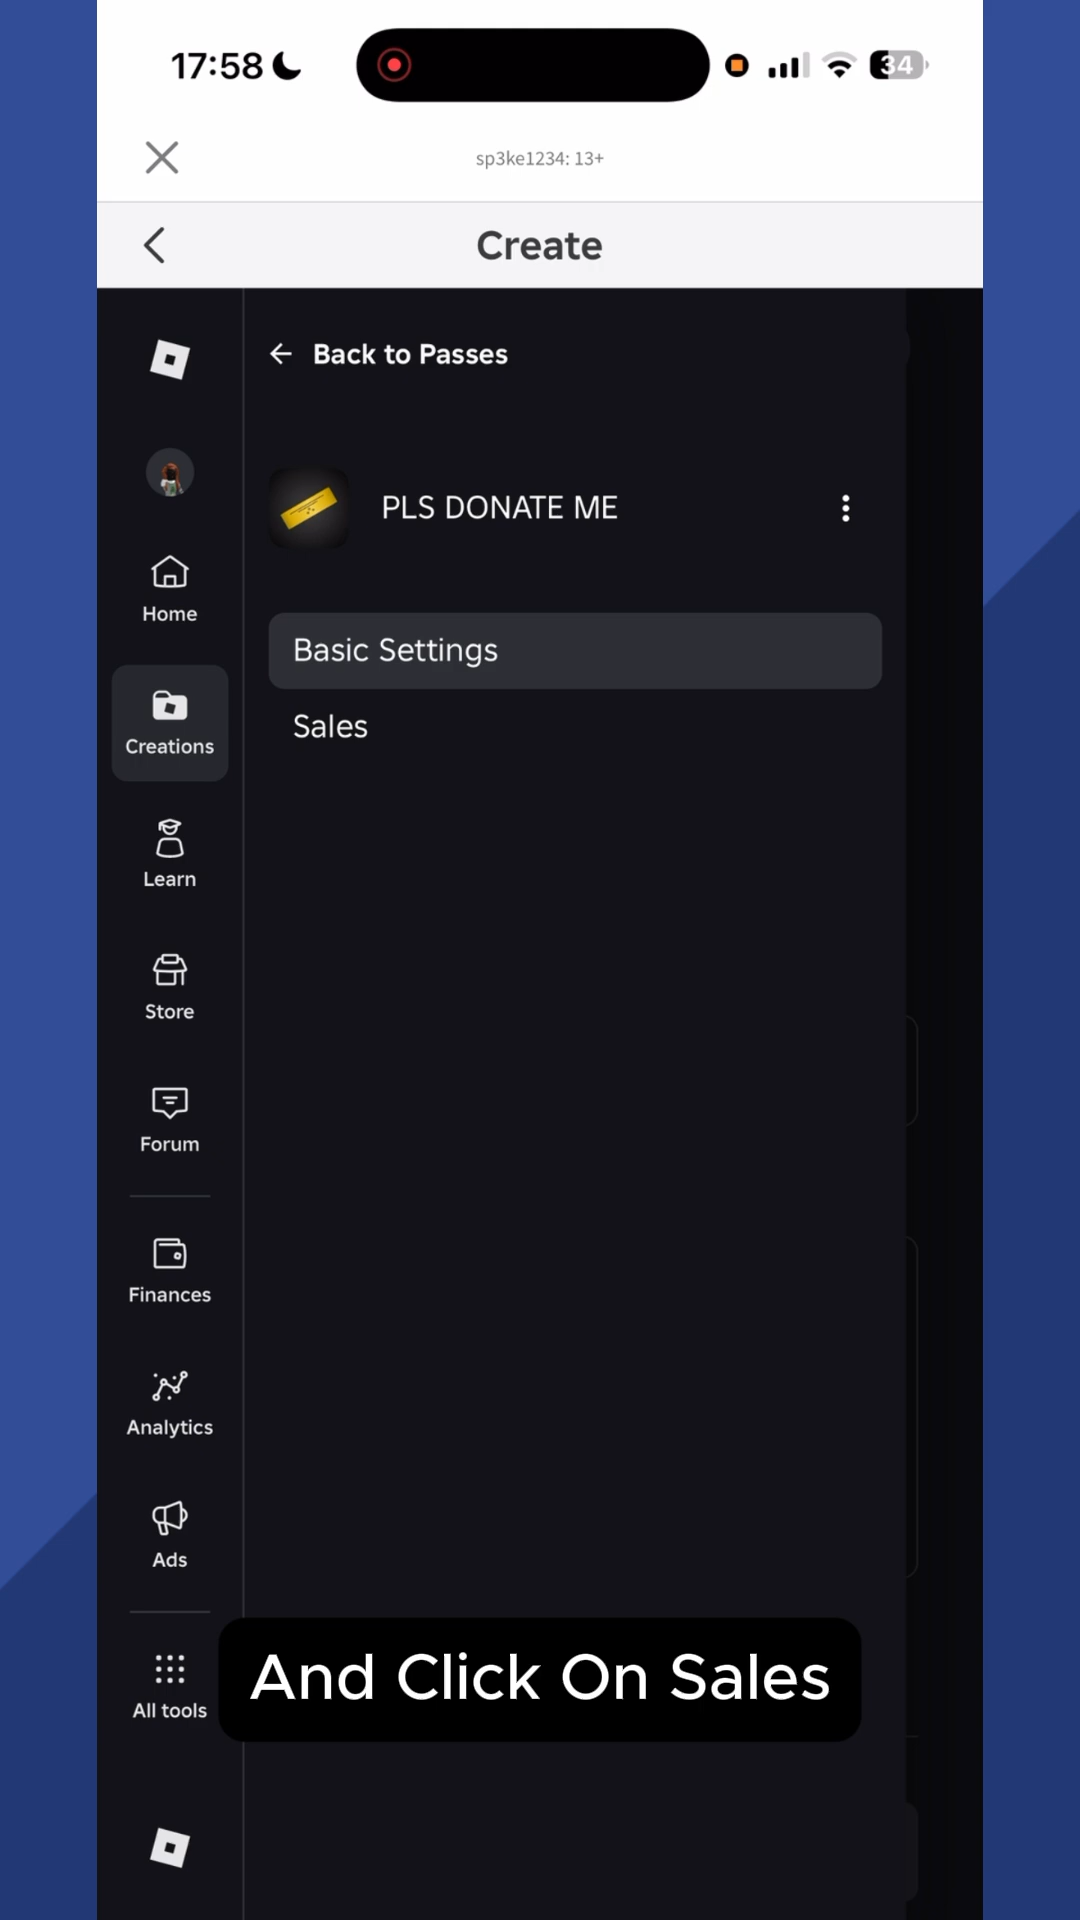 17:58
34
sp3ke1234: 13+
Create
Back to Passes
PLS DONATE ME
Home
Basic Settings
Sales
Creations
Learn
Store
Forum
Finances
Analytics
Ads
And Click On Sales
All tools